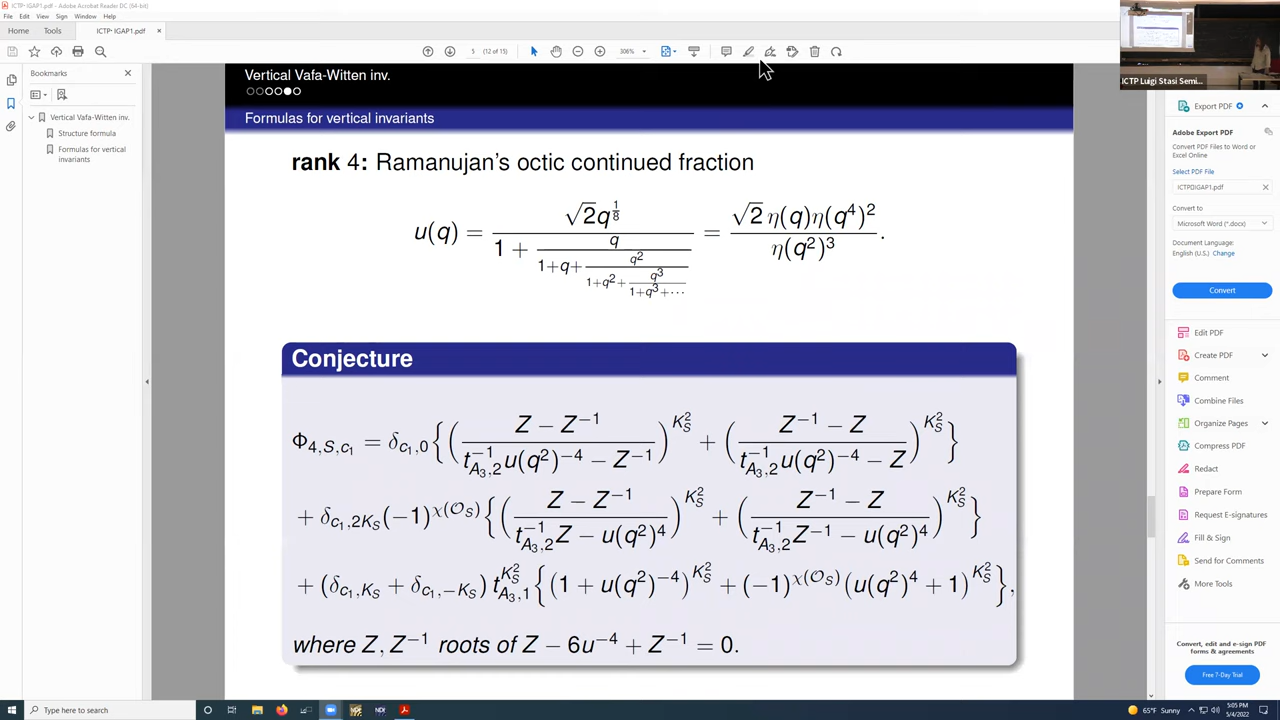 ICTP- IGAP1.pdf - Adobe Acrobat Reader DC (64-bit)
File Edit View Sign Window Help
Home Tools ICTP- IGAP1.pdf ×
Bookmarks ×
Vertical Vafa-Witten inv.
Structure formula
Formulas for vertical
invariants
Vertical Vafa-Witten inv.
Formulas for vertical invariants
rank 4: Ramanujan's octic continued fraction
u(q) = √2q^{1/8} / (1 + q / (1+q+ q^2 / (1+q^2+ q^3 / (1+q^3+⋯)))) = √2 η(q)η(q^4)^2 / η(q^2)^3.
Conjecture
Φ_{4,S,c_1} = δ_{c_1,0}{((Z − Z^{-1}) / (t_{A_3,2}^{-1}u(q^2)^{-4} − Z^{-1}))^{K_S^2} + ((Z^{-1} − Z) / (t_{A_3,2}^{-1}u(q^2)^{-4} − Z))^{K_S^2}}
+ δ_{c_1,2K_S}(−1)^{χ(O_S)}{((Z − Z^{-1}) / (t_{A_3,2}^{-1}Z − u(q^2)^4))^{K_S^2} + ((Z^{-1} − Z) / (t_{A_3,2}^{-1}Z^{-1} − u(q^2)^4))^{K_S^2}}
+ (δ_{c_1,K_S} + δ_{c_1,−K_S}) t_{A_3,1}^{K_S^2} {(1 + u(q^2)^{-4})^{K_S^2} + (−1)^{χ(O_S)}(u(q^2)^4 + 1)^{K_S^2}},
where Z, Z^{-1} roots of Z − 6u^{-4} + Z^{-1} = 0.
ICTP Luigi Stasi Semi...
Export PDF
Adobe Export PDF
Convert PDF Files to Word or
Excel Online
Select PDF File
ICTP▯IGAP1.pdf ×
Convert to
Microsoft Word (*.docx)
Document Language:
English (U.S.) Change
Convert
Edit PDF
Create PDF
Comment
Combine Files
Organize Pages
Compress PDF
Redact
Prepare Form
Request E-signatures
Fill & Sign
Send for Comments
More Tools
Convert, edit and e-sign PDF
forms & agreements
Free 7-Day Trial
Type here to search
65°F Sunny
5:05 PM
5/4/2022